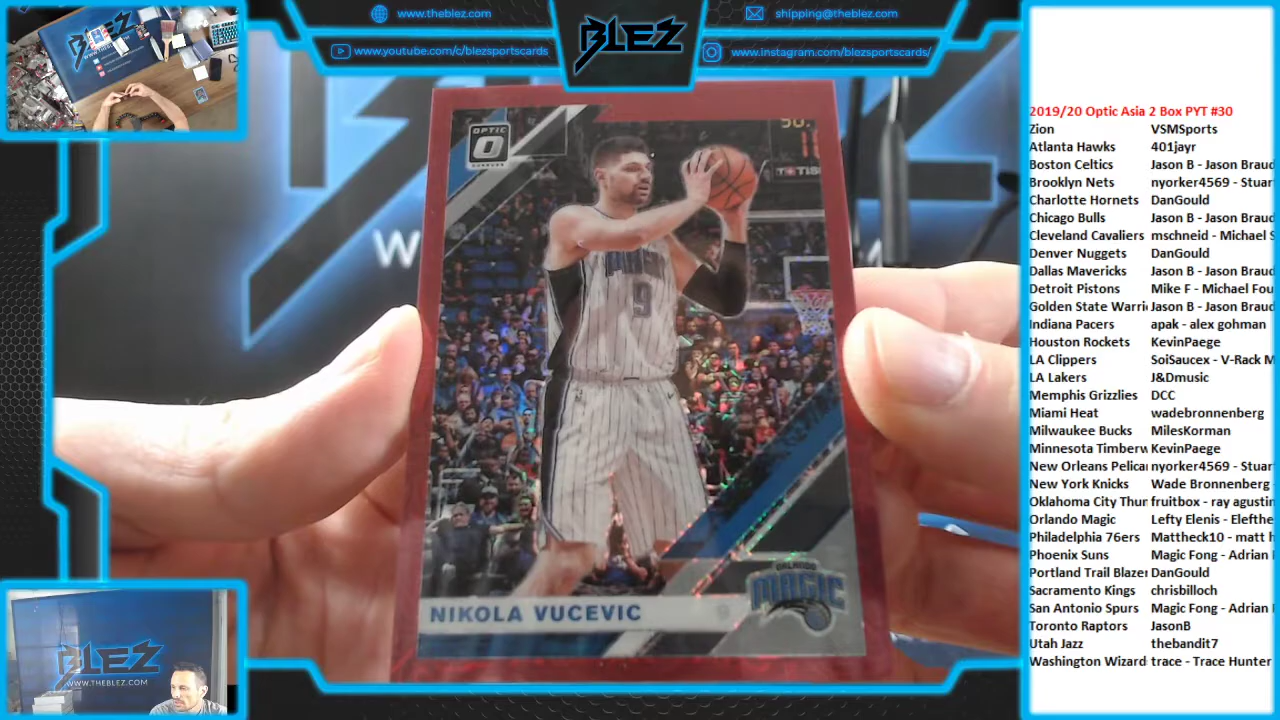 www.theblez.com
www.youtube.com/c/blezsportscards
BLEZ
shipping@theblez.com
www.instagram.com/blezsportscards/
BLEZ
W
OPTIC
9
NIKOLA VUCEVIC
ORLANDO
MAGIC
BLEZ
WWW.THEBLEZ.COM
2019/20 Optic Asia 2 Box PYT #30
Zion VSMSports
Atlanta Hawks 401jayr
Boston Celtics Jason B - Jason Braud
Brooklyn Nets nyorker4569 - Stuar
Charlotte Hornets DanGould
Chicago Bulls Jason B - Jason Braud
Cleveland Cavaliers mschneid - Michael S
Denver Nuggets DanGould
Dallas Mavericks Jason B - Jason Braud
Detroit Pistons Mike F - Michael Fou
Golden State Warri Jason B - Jason Braud
Indiana Pacers apak - alex gohman
Houston Rockets KevinPaege
LA Clippers SoiSaucex - V-Rack M
LA Lakers J&Dmusic
Memphis Grizzlies DCC
Miami Heat wadebronnenberg
Milwaukee Bucks MilesKorman
Minnesota Timberw KevinPaege
New Orleans Pelica nyorker4569 - Stuar
New York Knicks Wade Bronnenberg -
Oklahoma City Thun fruitbox - ray agustin
Orlando Magic Lefty Elenis - Elefthe
Philadelphia 76ers Mattheck10 - matt h
Phoenix Suns Magic Fong - Adrian
Portland Trail Blazer DanGould
Sacramento Kings chrisbilloch
San Antonio Spurs Magic Fong - Adrian
Toronto Raptors JasonB
Utah Jazz thebandit7
Washington Wizard trace - Trace Hunter